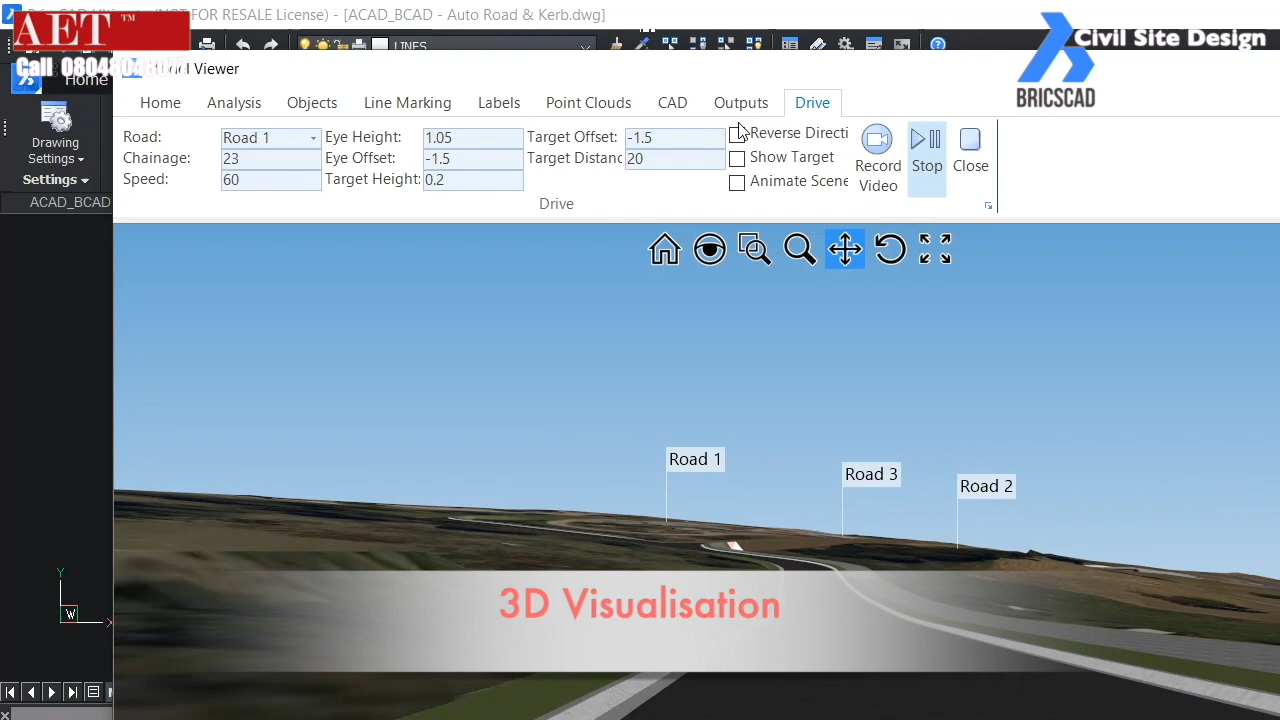 (NOT FOR RESALE License) - [ACAD_BCAD - Auto Road & Kerb.dwg]
AET ™
LINES
Civil Site Design
Call 08048048077
Home
Viewer
BRICSCAD
Home Analysis Objects Line Marking Labels Point Clouds CAD Outputs Drive
Drawing
Settings
Settings
ACAD_BCAD
Road: Road 1 Eye Height: 1.05 Target Offset: -1.5 Reverse Directi
Chainage: 23 Eye Offset: -1.5 Target Distanc 20 Show Target
Speed: 60 Target Height: 0.2 Animate Scene
Record
Video
Stop
Close
Drive
Road 1
Road 3
Road 2
Y
W
X
3D Visualisation